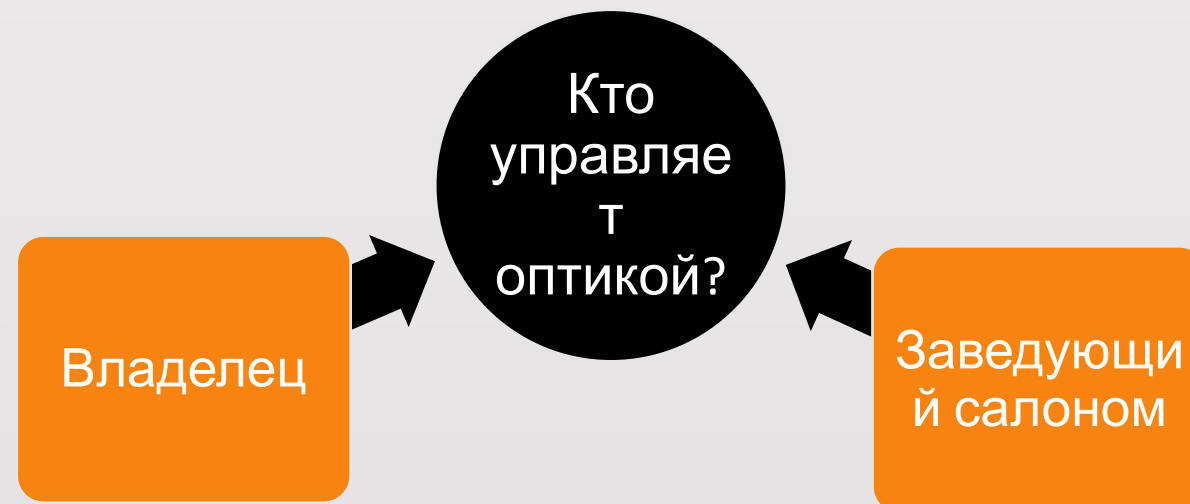 Кто
управляе
т
оптикой?
Владелец
Заведующи
й салоном